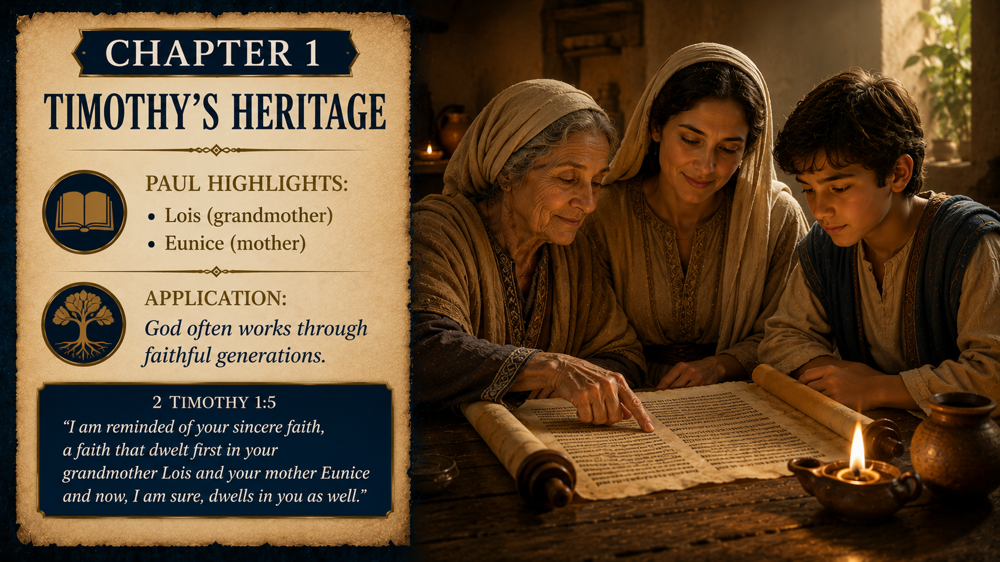 CHAPTER 1
TIMOTHY’S HERITAGE
PAUL HIGHLIGHTS:
• Lois (grandmother)
• Eunice (mother)
APPLICATION:
God often works through
faithful generations.
2 TIMOTHY 1:5
“I am reminded of your sincere faith,
a faith that dwelt first in your
grandmother Lois and your mother Eunice
and now, I am sure, dwells in you as well.”